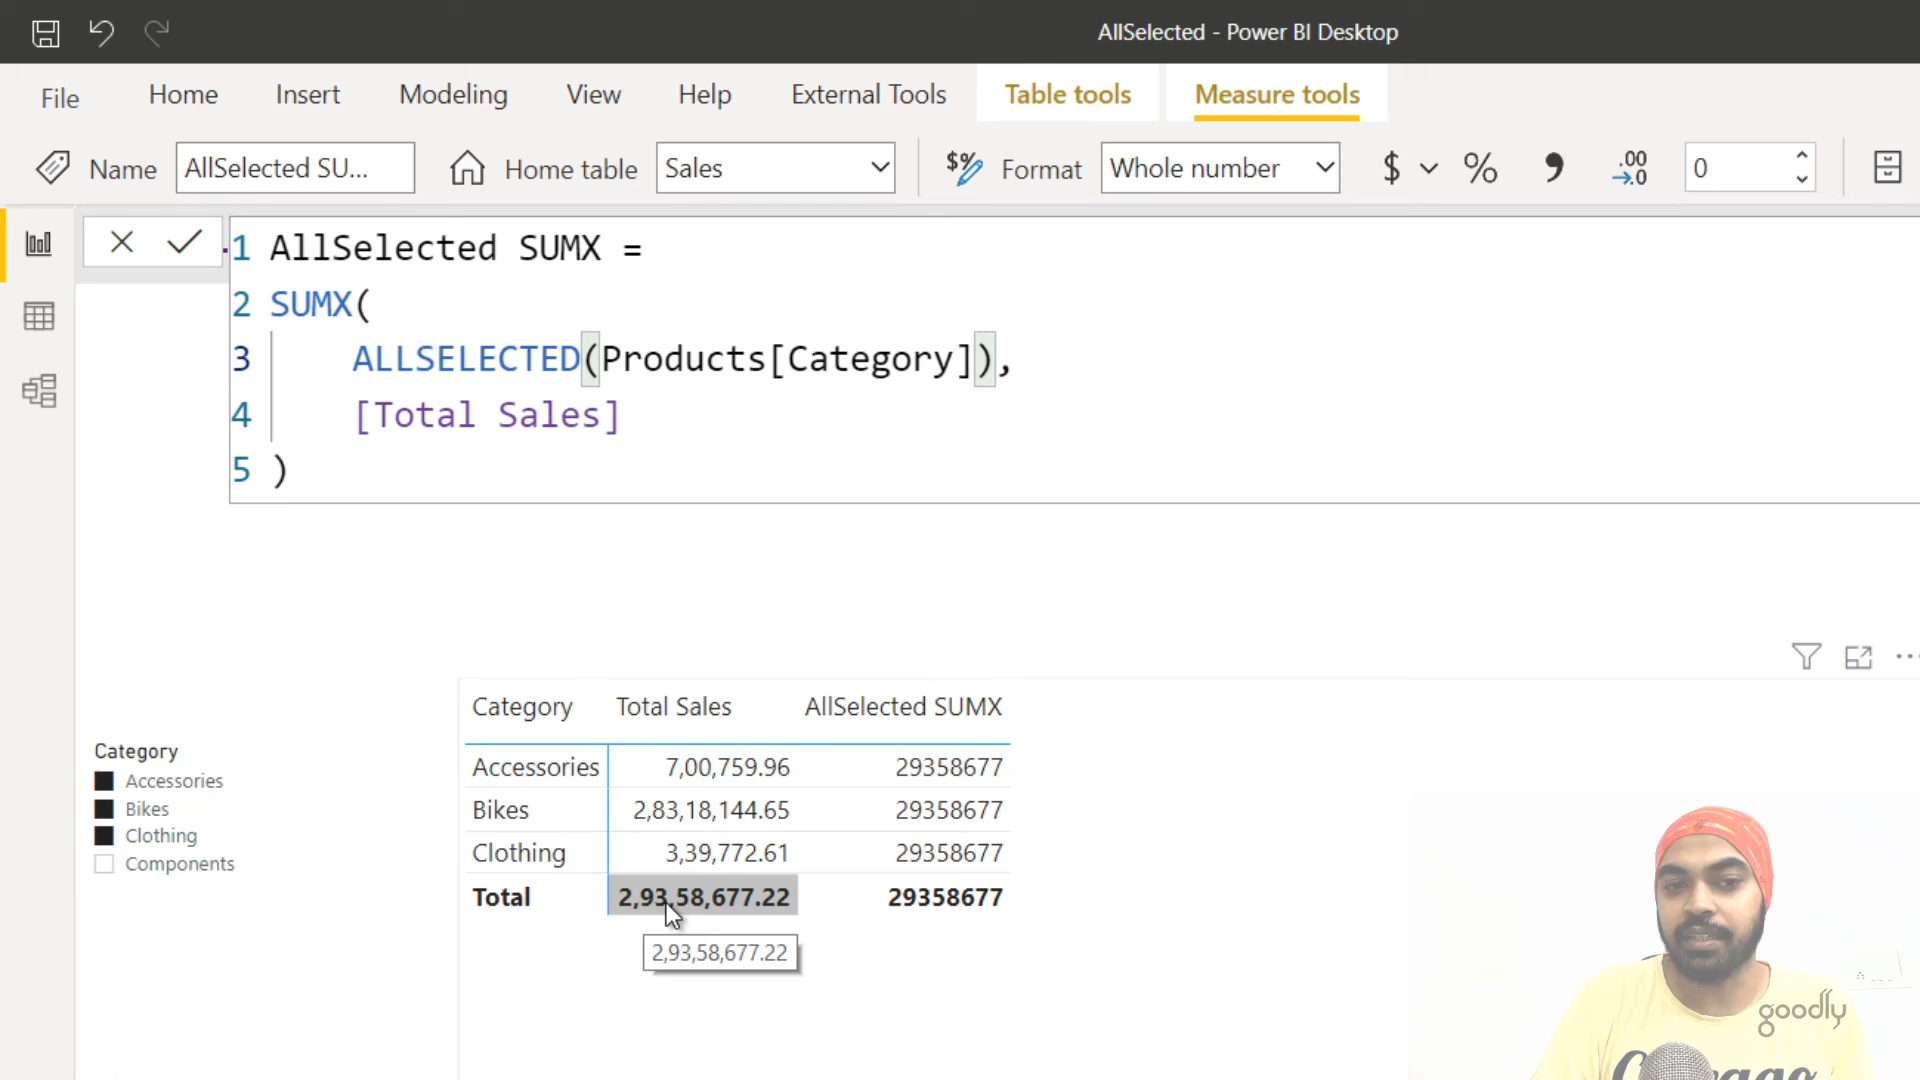 AllSelected - Power BI Desktop
File Home Insert Modeling View Help External Tools Table tools Measure tools
Name AllSelected SU... Home table Sales Format Whole number $ % , .00 .0 0
1 AllSelected SUMX =
2 SUMX(
3 ALLSELECTED(Products[Category]),
4 [Total Sales]
5 )
Category Total Sales AllSelected SUMX
Accessories 7,00,759.96 29358677
Bikes 2,83,18,144.65 29358677
Clothing 3,39,772.61 29358677
Total 2,93,58,677.22 29358677
2,93,58,677.22
Category
Accessories
Bikes
Clothing
Components
goodly